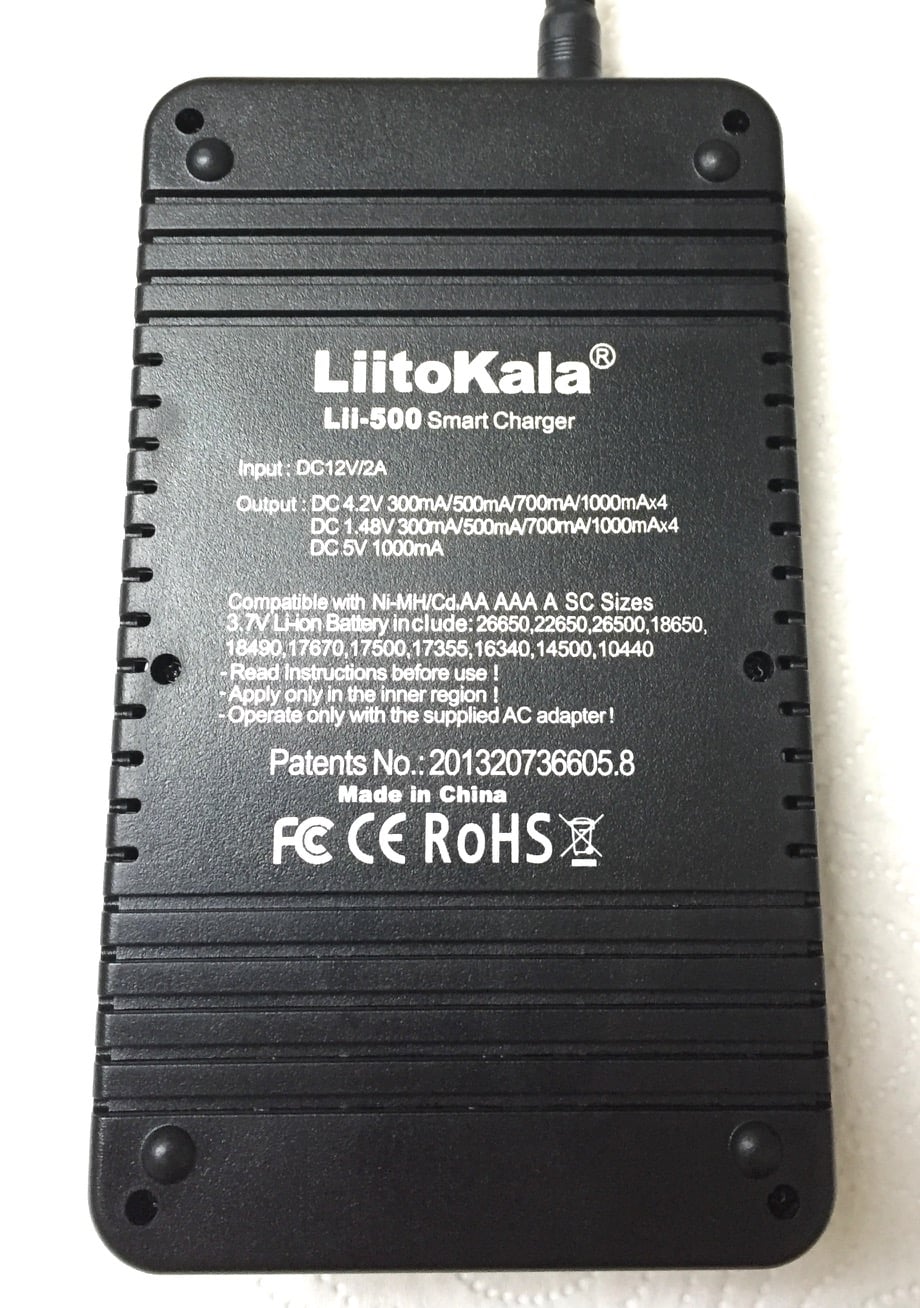 LiitoKala®
Lii-500 Smart Charger
Input : DC12V/2A
Output : DC 4.2V 300mA/500mA/700mA/1000mAx4
DC 1.48V 300mA/500mA/700mA/1000mAx4
DC 5V 1000mA
Compatible with Ni-MH/Cd,AA AAA A SC Sizes
3.7V Li-ion Battery include: 26650,22650,26500,18650,
18490,17670,17500,17355,16340,14500,10440
-Read Instructions before use !
-Apply only in the inner region !
-Operate only with the supplied AC adapter!
Patents No.: 201320736605.8
Made in China
FC CE RoHS